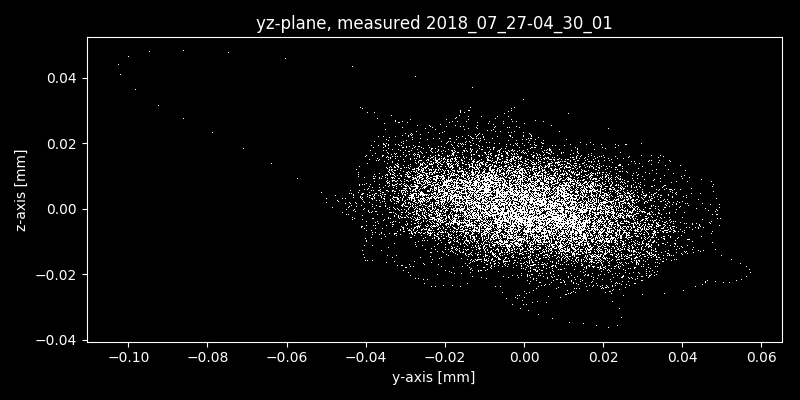 yz-plane, measured 2018_07_27-04_30_01
z-axis [mm]
0.04
0.02
0.00
−0.02
−0.04
−0.10 −0.08 −0.06 −0.04 −0.02 0.00 0.02 0.04 0.06
y-axis [mm]